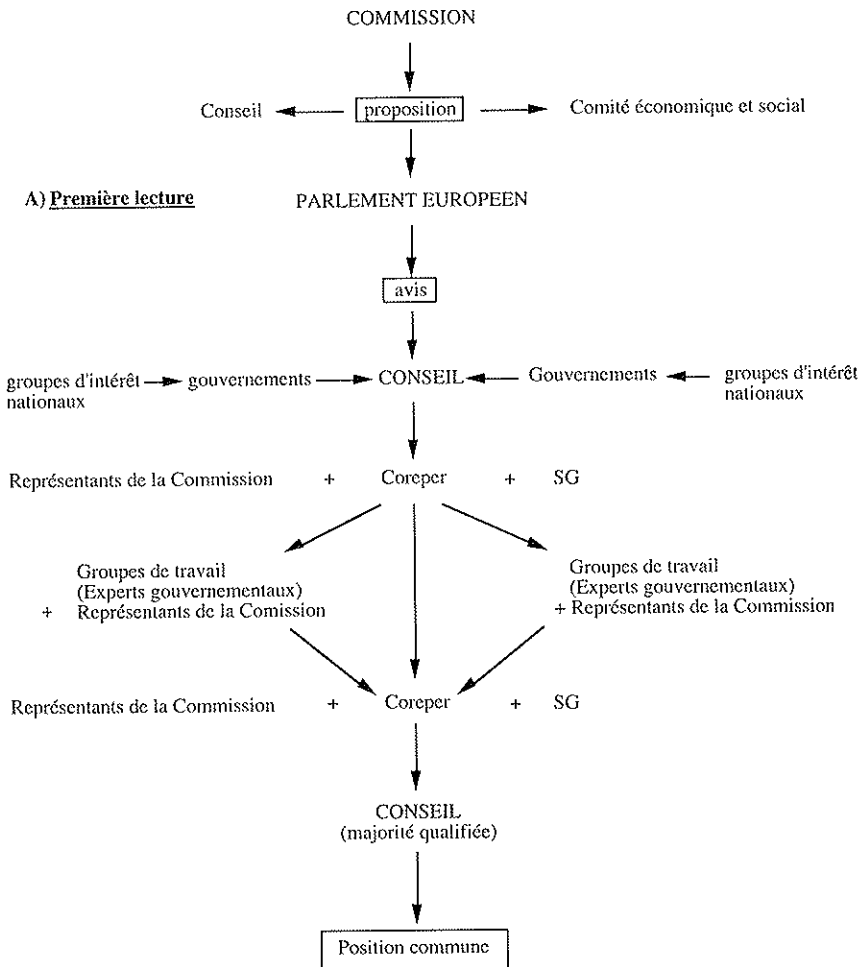 COMMISSION
Conseil proposition Comité économique et social
A) Première lecture PARLEMENT EUROPEEN
avis
groupes d'intérêt nationaux gouvernements CONSEIL Gouvernements groupes d'intérêt nationaux
Représentants de la Commission + Coreper + SG
Groupes de travail
(Experts gouvernementaux)
+ Représentants de la Comission
Groupes de travail
(Experts gouvernementaux)
+ Représentants de la Commission
Représentants de la Commission + Coreper + SG
CONSEIL
(majorité qualifiée)
Position commune